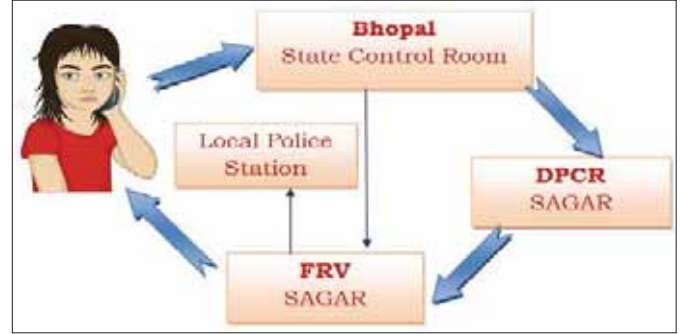 Bhopal
State Control Room
Local Police
Station
DPCR
SAGAR
FRV
SAGAR